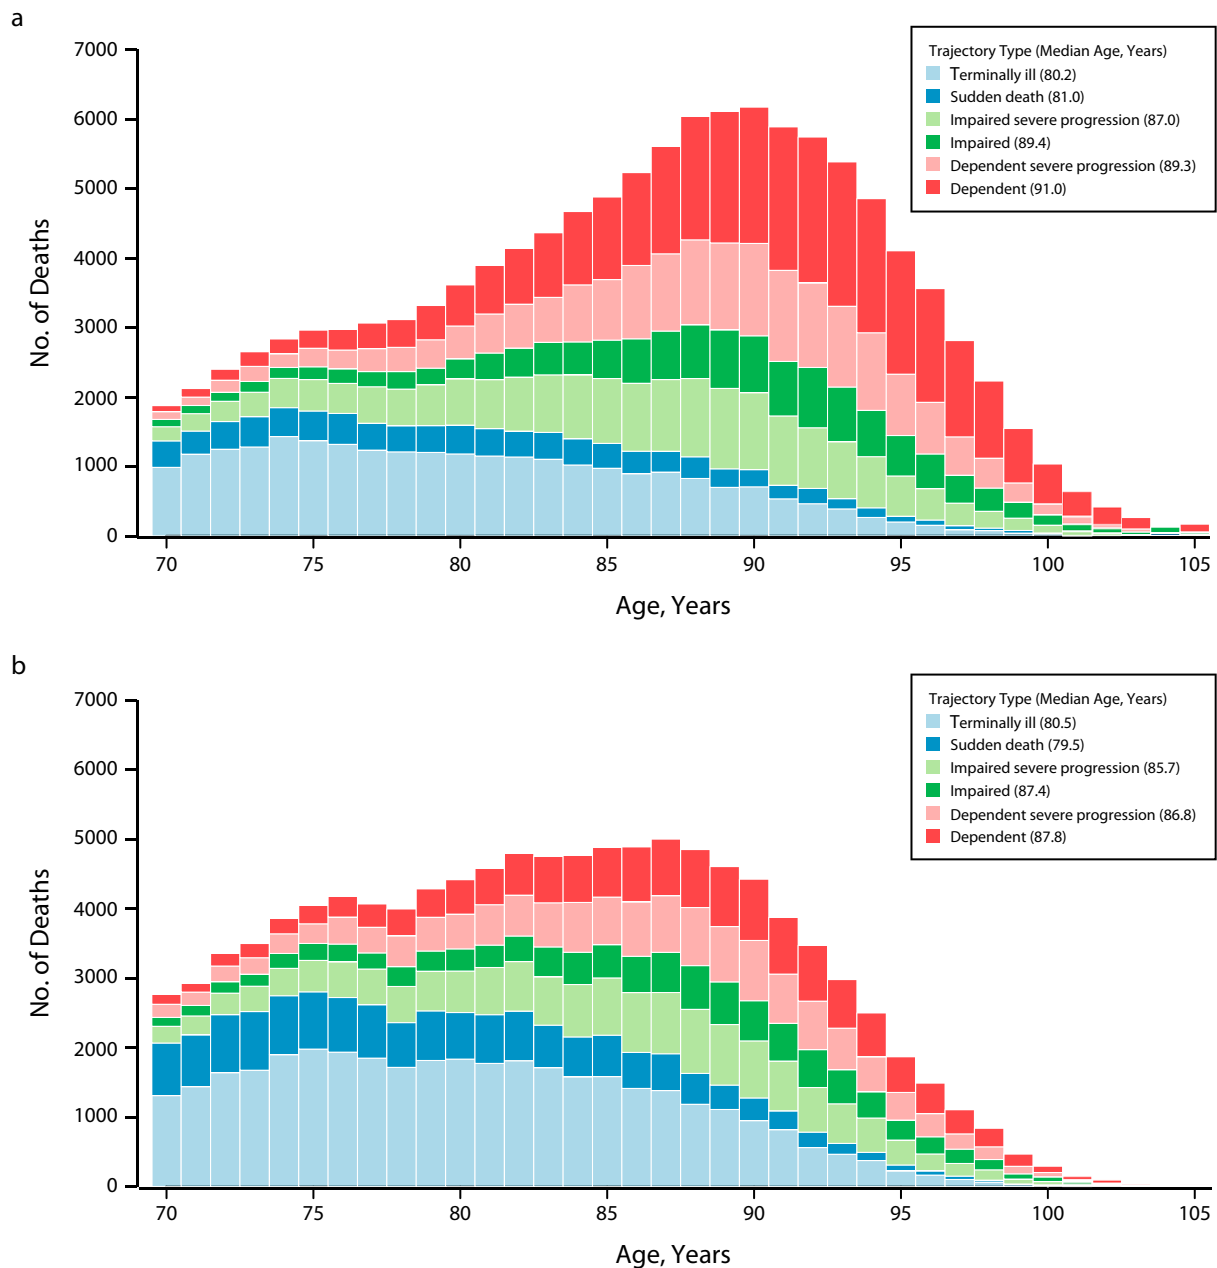 a
7000
6000
5000
4000
3000
2000
1000
0
No. of Deaths
70 75 80 85 90 95 100 105
Age, Years
Trajectory Type (Median Age, Years)
Terminally ill (80.2)
Sudden death (81.0)
Impaired severe progression (87.0)
Impaired (89.4)
Dependent severe progression (89.3)
Dependent (91.0)
b
7000
6000
5000
4000
3000
2000
1000
0
No. of Deaths
70 75 80 85 90 95 100 105
Age, Years
Trajectory Type (Median Age, Years)
Terminally ill (80.5)
Sudden death (79.5)
Impaired severe progression (85.7)
Impaired (87.4)
Dependent severe progression (86.8)
Dependent (87.8)